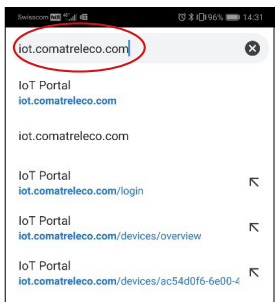 Swisscom 96% 14:31
iot.comatreleco.com
IoT Portal
iot.comatreleco.com
iot.comatreleco.com
IoT Portal
iot.comatreleco.com/login
IoT Portal
iot.comatreleco.com/devices/overview
IoT Portal
iot.comatreleco.com/devices/ac54d0f6-6e00-4